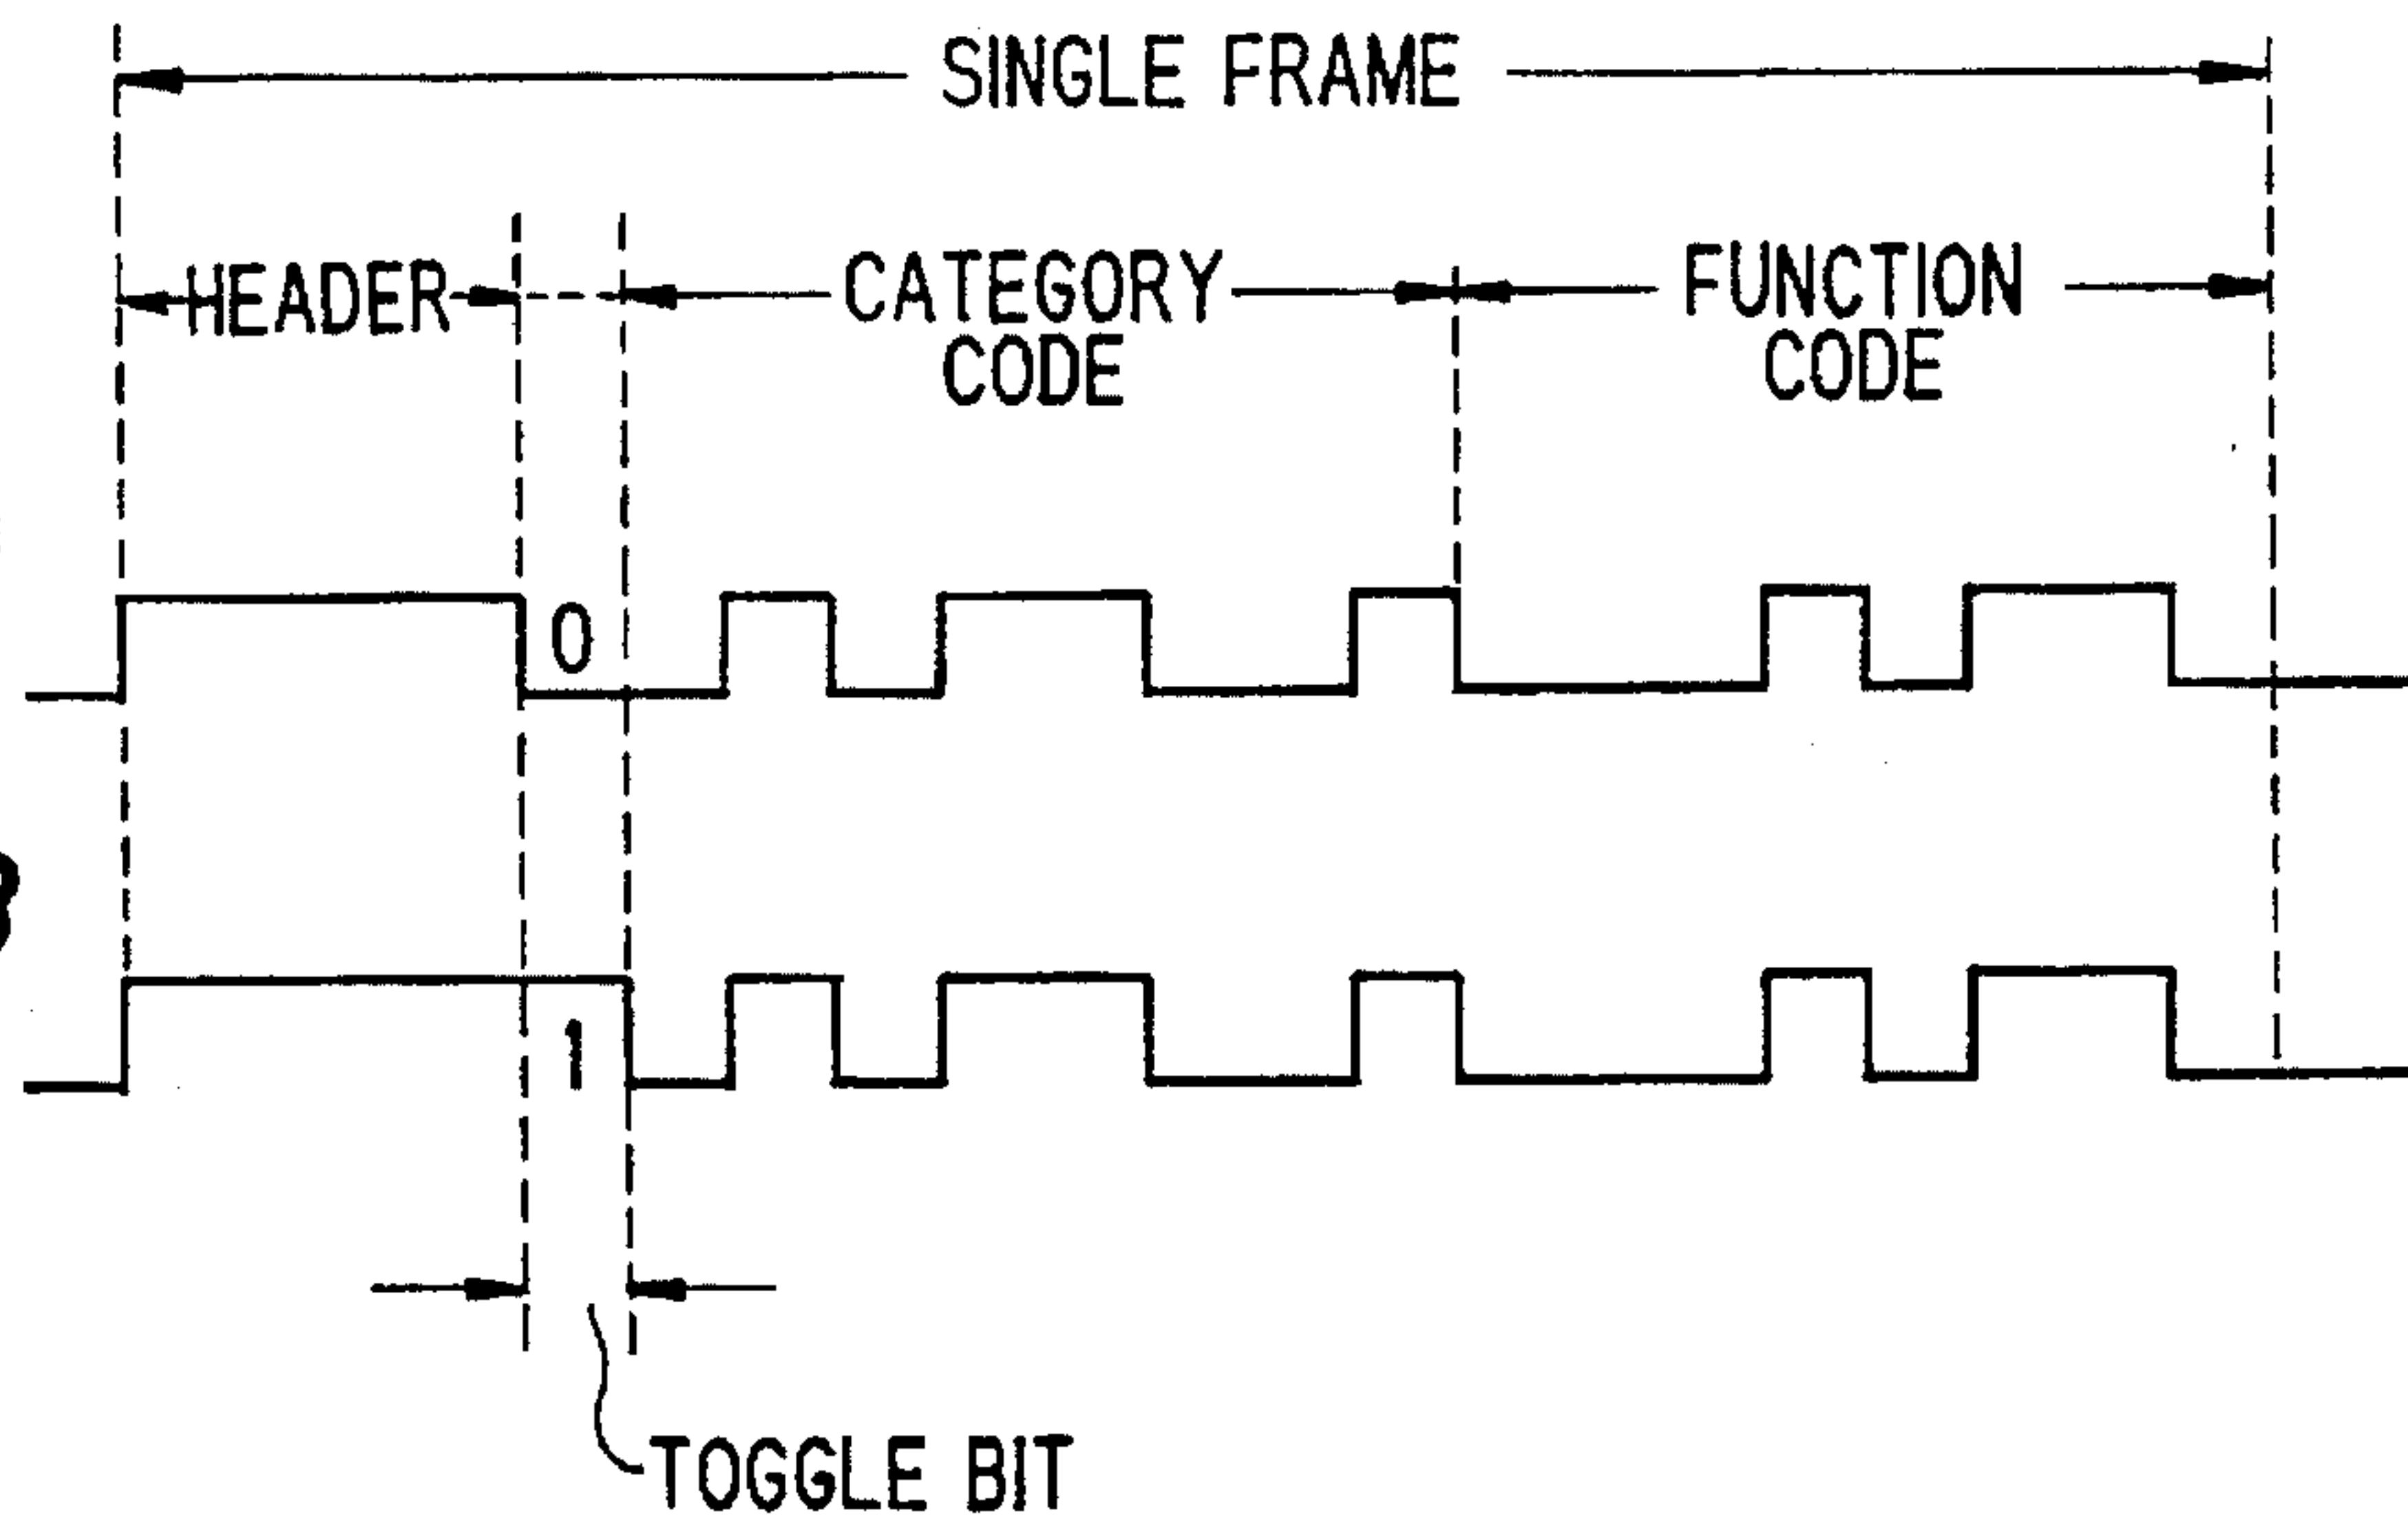 SINGLE FRAME
HEADER
CATEGORY
CODE
FUNCTION
CODE
0
1
TOGGLE BIT